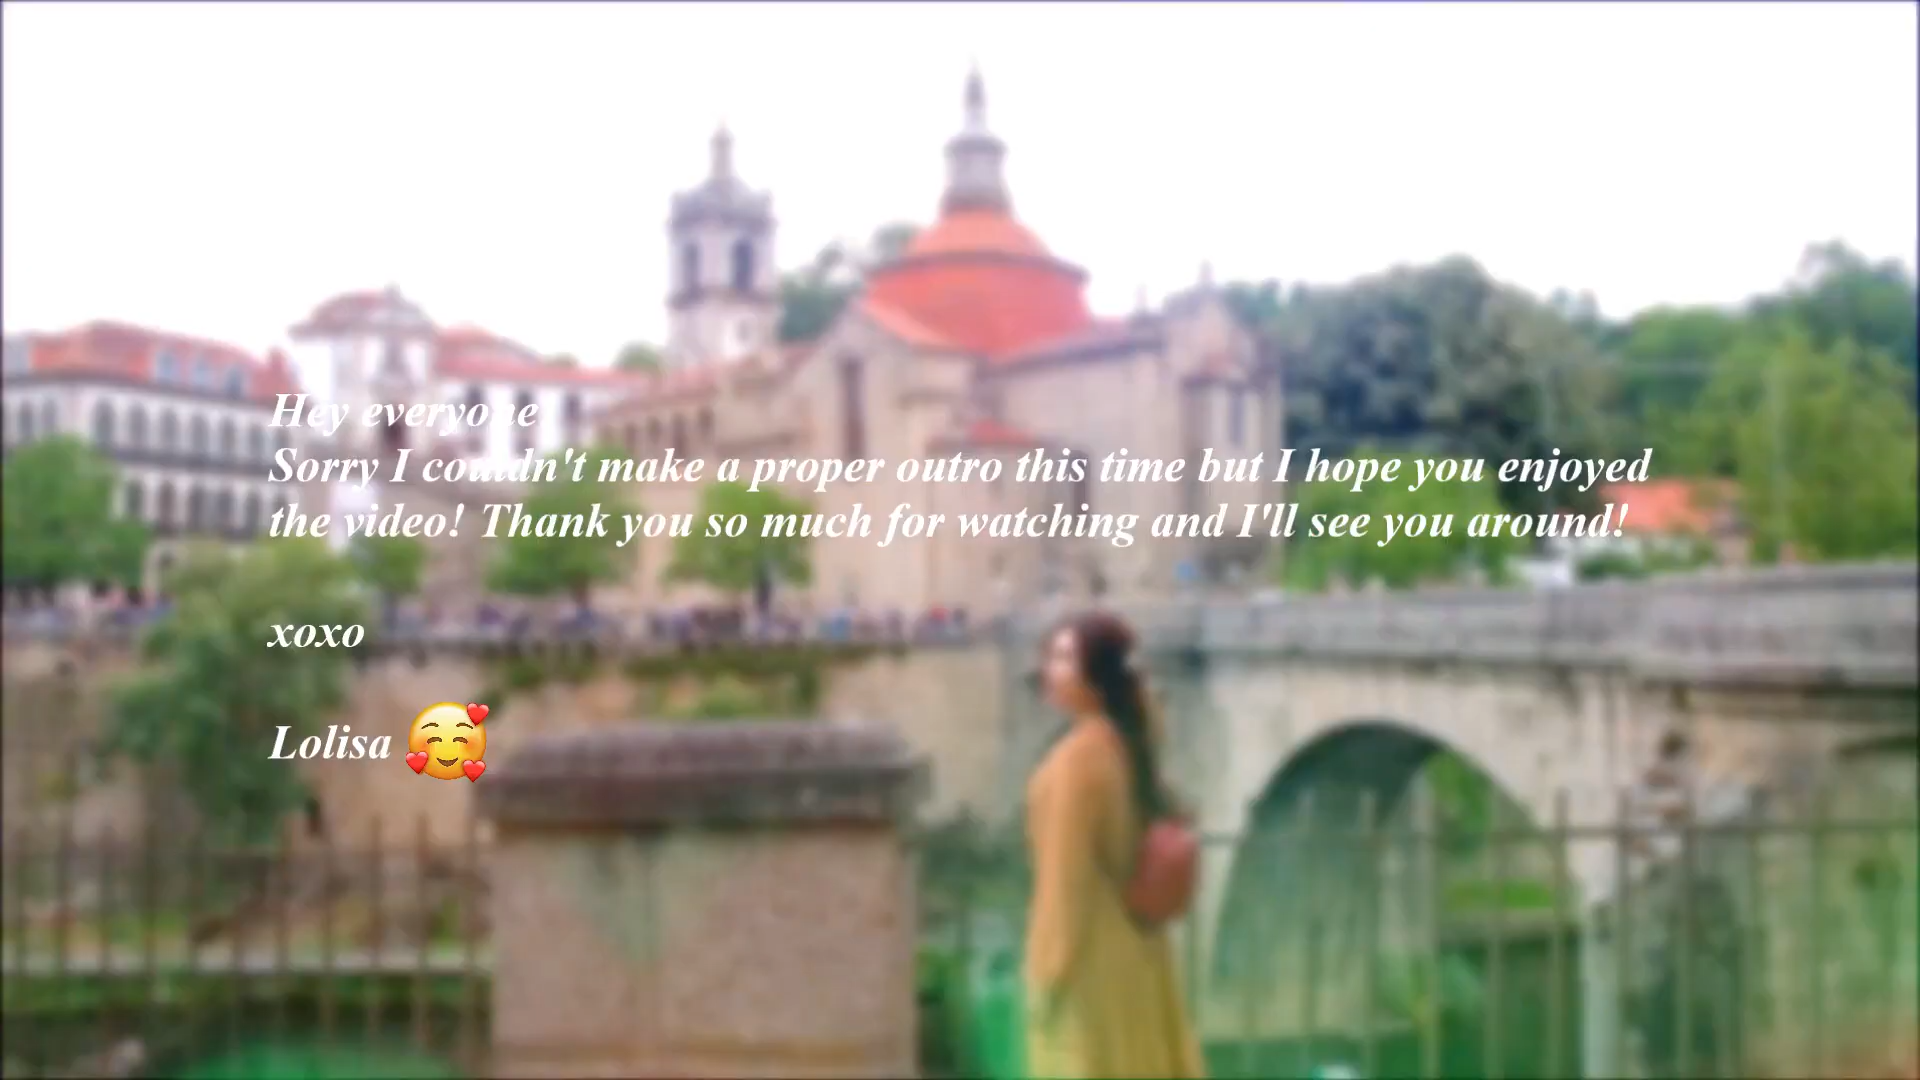 Hey everyone
Sorry I couldn't make a proper outro this time but I hope you enjoyed
the video! Thank you so much for watching and I'll see you around!
xoxo
Lolisa 🥰